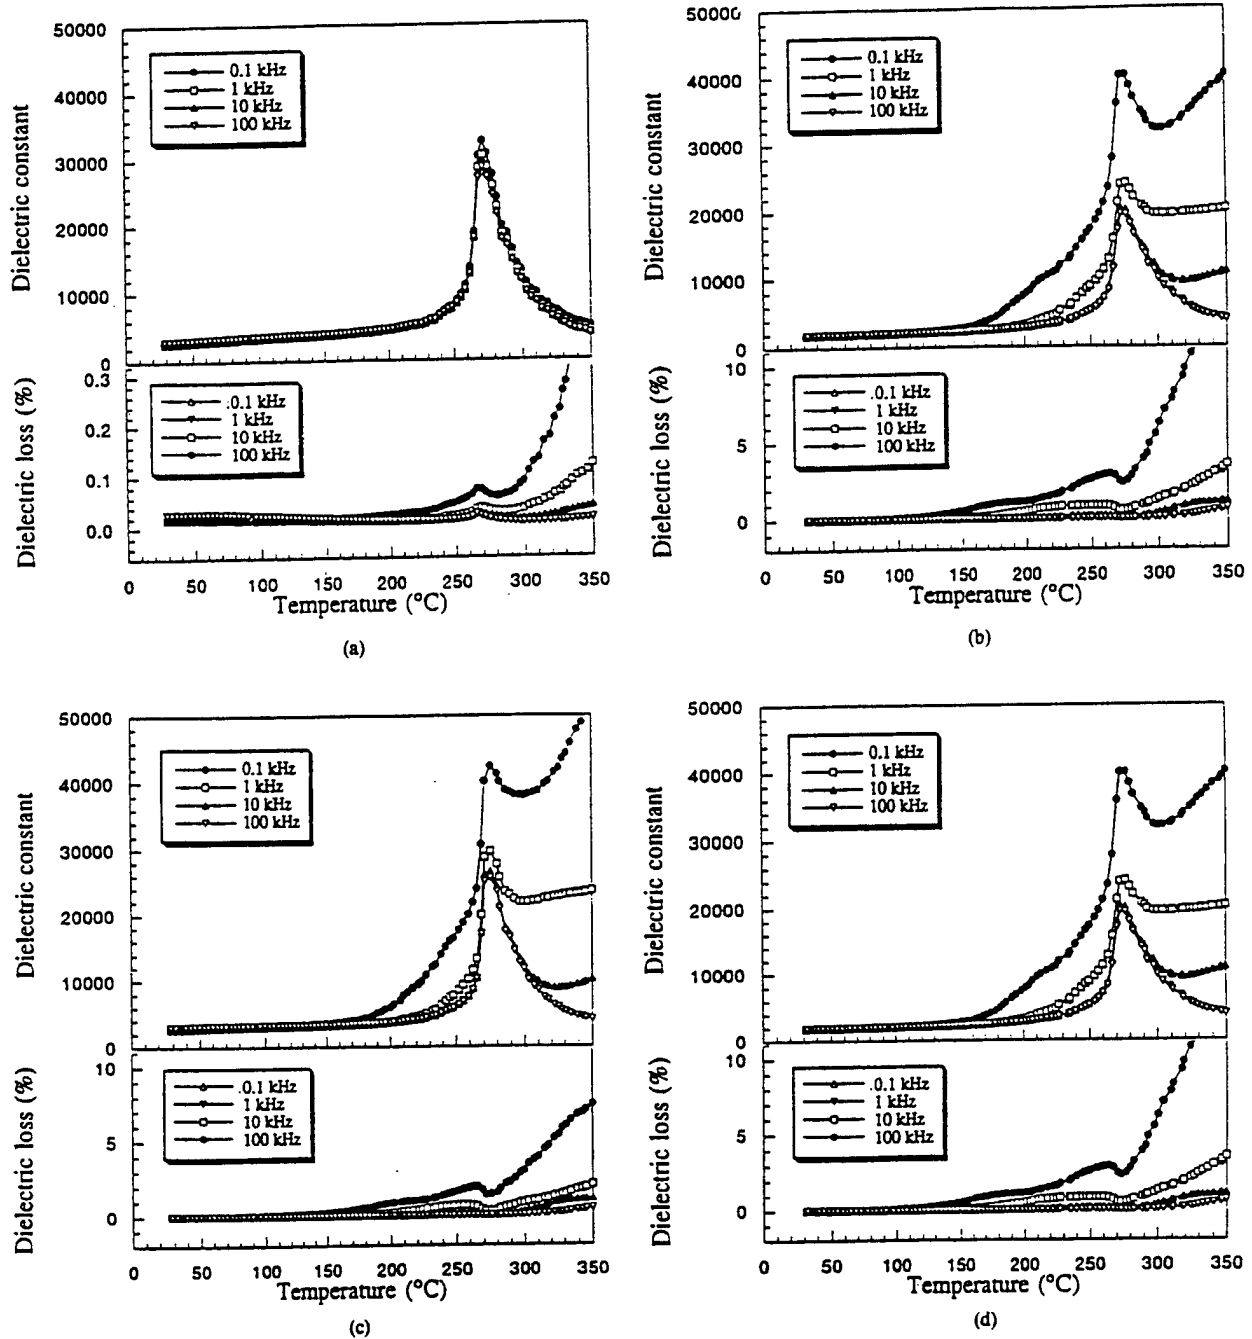 50000
40000
30000
20000
10000
0
Dielectric constant
0.1 kHz
1 kHz
10 kHz
100 kHz
0.3
0.2
0.1
0.0
Dielectric loss (%)
.0.1 kHz
1 kHz
10 kHz
100 kHz
0 50 100 150 200 250 300 350
Temperature (°C)
(a)
50000
40000
30000
20000
10000
0
Dielectric constant
0.1 kHz
1 kHz
10 kHz
100 kHz
10
5
0
Dielectric loss (%)
.0.1 kHz
1 kHz
10 kHz
100 kHz
0 50 100 150 200 250 300 350
Temperature (°C)
(b)
50000
40000
30000
20000
10000
0
Dielectric constant
0.1 kHz
1 kHz
10 kHz
100 kHz
10
5
0
Dielectric loss (%)
.0.1 kHz
1 kHz
10 kHz
100 kHz
0 50 100 150 200 250 300 350
Temperature (°C)
(c)
50000
40000
30000
20000
10000
0
Dielectric constant
0.1 kHz
1 kHz
10 kHz
100 kHz
10
5
0
Dielectric loss (%)
.0.1 kHz
1 kHz
10 kHz
100 kHz
0 50 100 150 200 250 300 350
Temperature (°C)
(d)